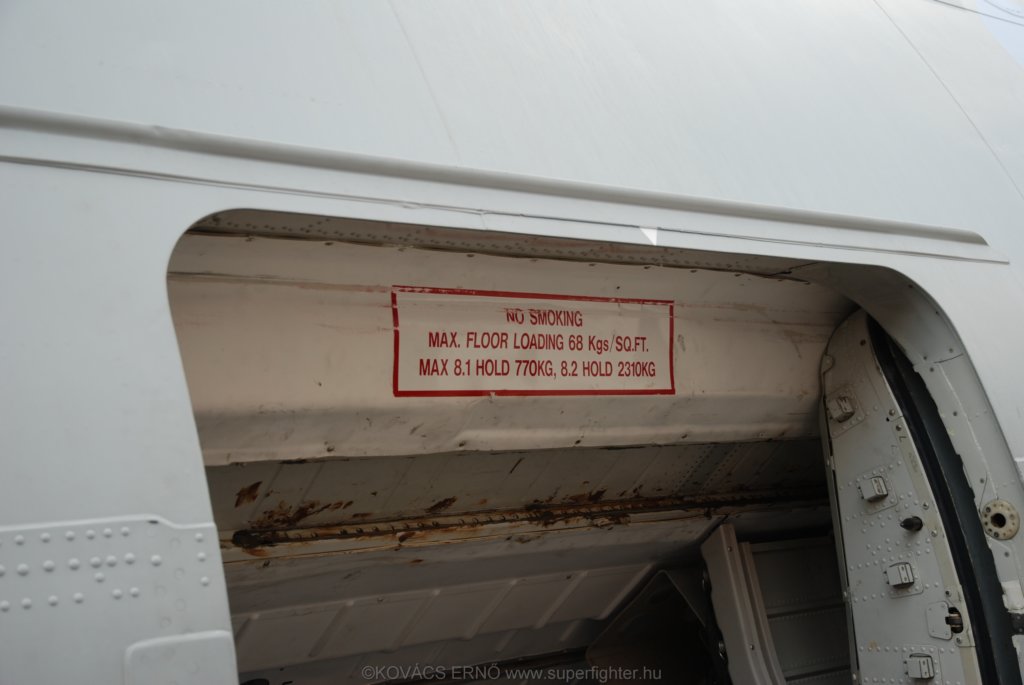 NO SMOKING
MAX. FLOOR LOADING 68 Kgs/SQ.FT.
MAX 8.1 HOLD 770KG, 8.2 HOLD 2310KG
©KOVÁCS ERNŐ www.superfighter.hu